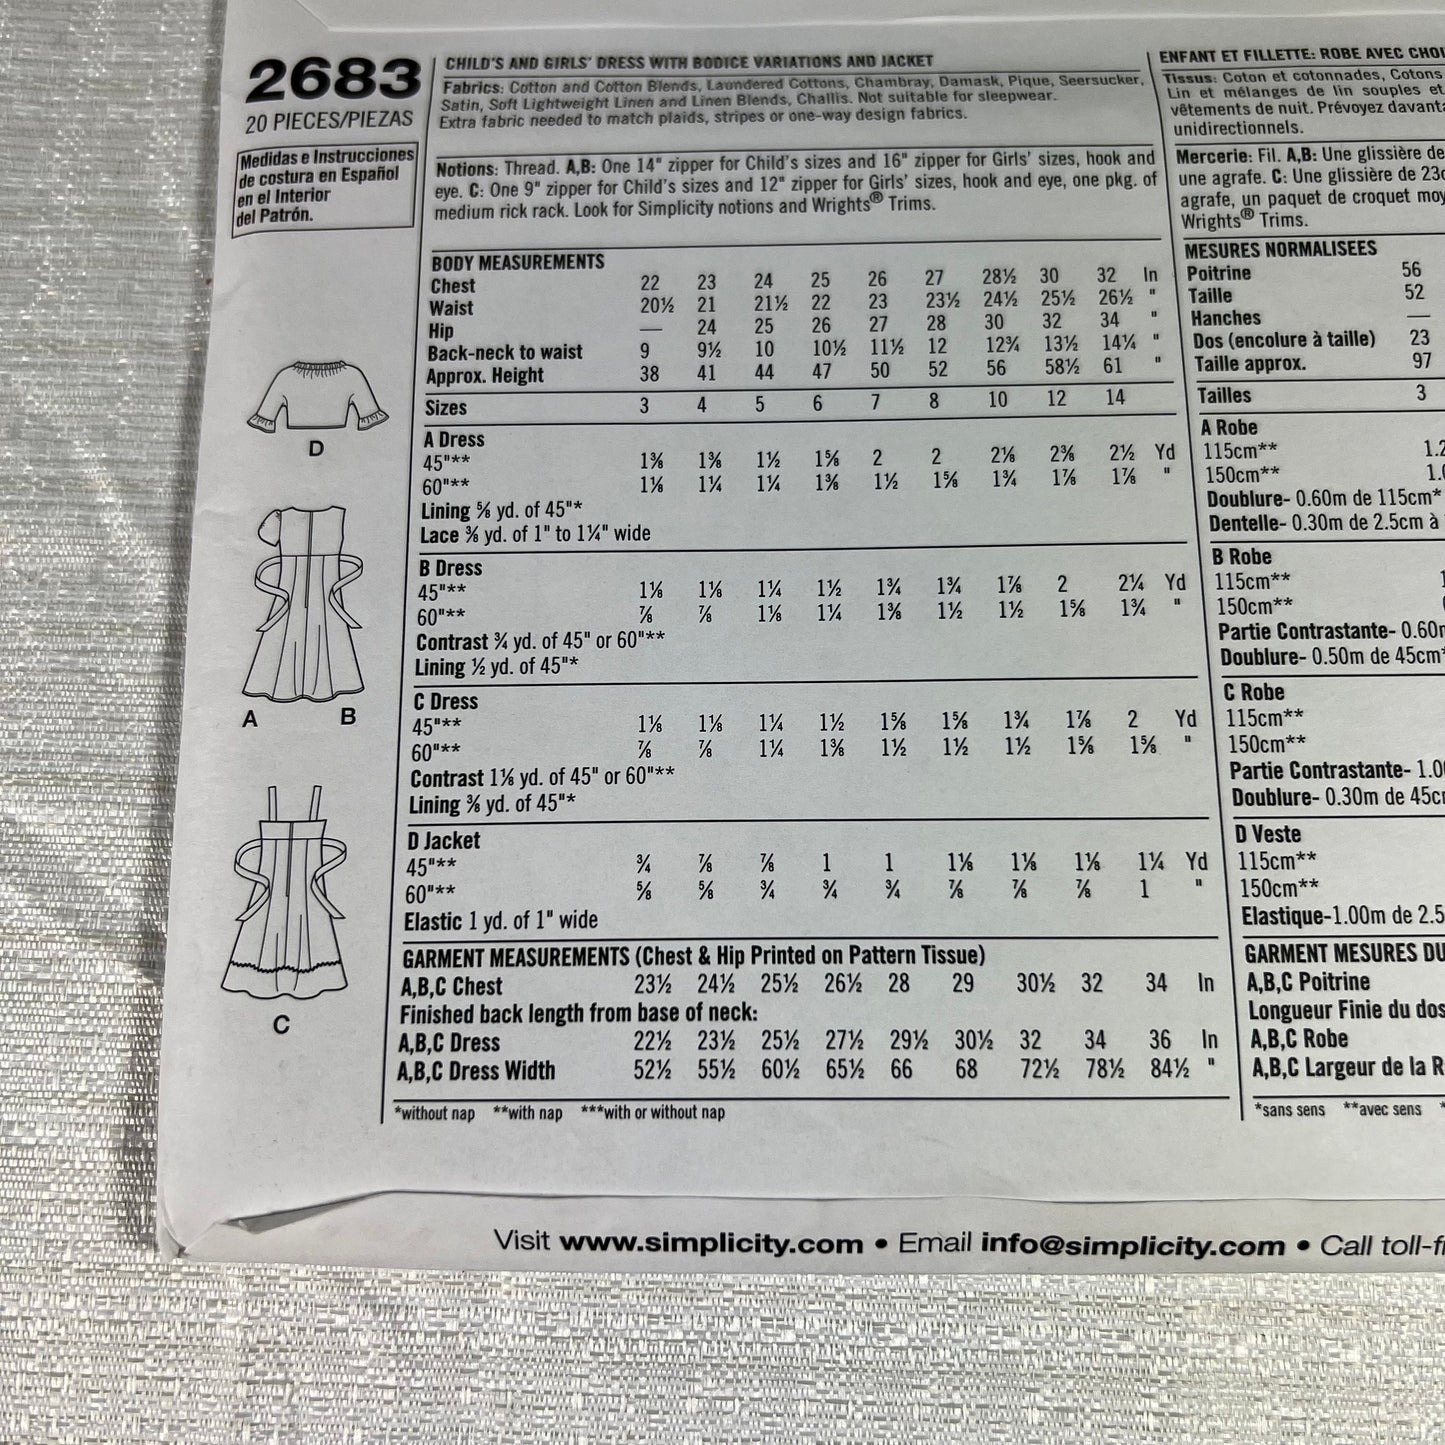 2683
20 PIECES/PIEZAS
Medidas e Instrucciones
de costura en Español
en el Interior
del Patrón.
D
A B
C
CHILD'S AND GIRLS' DRESS WITH BODICE VARIATIONS AND JACKET
Fabrics: Cotton and Cotton Blends, Laundered Cottons, Chambray, Damask, Pique, Seersucker,
Satin, Soft Lightweight Linen and Linen Blends, Challis. Not suitable for sleepwear.
Extra fabric needed to match plaids, stripes or one-way design fabrics.
Notions: Thread. A,B: One 14" zipper for Child's sizes and 16" zipper for Girls' sizes, hook and
eye. C: One 9" zipper for Child's sizes and 12" zipper for Girls' sizes, hook and eye, one pkg. of
medium rick rack. Look for Simplicity notions and Wrights® Trims.
BODY MEASUREMENTS
Chest 22 23 24 25 26 27 28½ 30 32 In
Waist 20½ 21 21½ 22 23 23½ 24½ 25½ 26½ "
Hip — 24 25 26 27 28 30 32 34 "
Back-neck to waist 9 9½ 10 10½ 11½ 12 12¾ 13½ 14¼ "
Approx. Height 38 41 44 47 50 52 56 58½ 61 "
Sizes 3 4 5 6 7 8 10 12 14
A Dress
45"** 1⅜ 1⅜ 1½ 1⅝ 2 2 2⅛ 2⅜ 2½ Yd
60"** 1⅛ 1¼ 1¼ 1⅜ 1½ 1⅝ 1¾ 1⅞ 1⅞ "
Lining ⅝ yd. of 45"*
Lace ⅜ yd. of 1" to 1¼" wide
B Dress
45"** 1⅛ 1⅛ 1¼ 1½ 1¾ 1¾ 1⅞ 2 2¼ Yd
60"** ⅞ ⅞ 1⅛ 1¼ 1⅜ 1½ 1½ 1⅝ 1¾ "
Contrast ¾ yd. of 45" or 60"**
Lining ½ yd. of 45"*
C Dress
45"** 1⅛ 1⅛ 1¼ 1½ 1⅝ 1⅝ 1¾ 1⅞ 2 Yd
60"** ⅞ ⅞ 1¼ 1⅜ 1½ 1½ 1½ 1⅝ 1⅝ "
Contrast 1⅛ yd. of 45" or 60"**
Lining ⅜ yd. of 45"*
D Jacket
45"** ¾ ⅞ ⅞ 1 1 1⅛ 1⅛ 1⅛ 1¼ Yd
60"** ⅝ ⅝ ¾ ¾ ¾ ⅞ ⅞ ⅞ 1 "
Elastic 1 yd. of 1" wide
GARMENT MEASUREMENTS (Chest & Hip Printed on Pattern Tissue)
A,B,C Chest 23½ 24½ 25½ 26½ 28 29 30½ 32 34 In
Finished back length from base of neck:
A,B,C Dress 22½ 23½ 25½ 27½ 29½ 30½ 32 34 36 In
A,B,C Dress Width 52½ 55½ 60½ 65½ 66 68 72½ 78½ 84½ "
*without nap **with nap ***with or without nap
ENFANT ET FILLETTE: ROBE AVEC CHOI
Tissus: Coton et cotonnades, Cotons
Lin et mélanges de lin souples et
vêtements de nuit. Prévoyez davant
unidirectionnels.
Mercerie: Fil. A,B: Une glissière de
une agrafe. C: Une glissière de 23c
agrafe, un paquet de croquet moy
Wrights® Trims.
MESURES NORMALISEES
Poitrine 56
Taille 52
Hanches —
Dos (encolure à taille) 23
Taille approx. 97
Tailles 3
A Robe
115cm** 1.2
150cm** 1.
Doublure- 0.60m de 115cm*
Dentelle- 0.30m de 2.5cm à
B Robe
115cm**
150cm**
Partie Contrastante- 0.60m
Doublure- 0.50m de 45cm*
C Robe
115cm**
150cm**
Partie Contrastante- 1.0
Doublure- 0.30m de 45c
D Veste
115cm**
150cm**
Elastique-1.00m de 2.5
GARMENT MESURES DU
A,B,C Poitrine
Longueur Finie du dos
A,B,C Robe
A,B,C Largeur de la R
*sans sens **avec sens
Visit www.simplicity.com • Email info@simplicity.com • Call toll-f